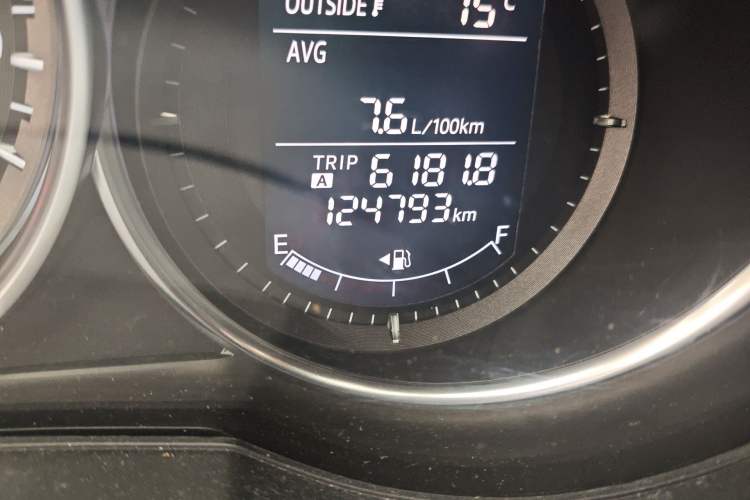 OUTSIDE 15°C
AVG
7.6 L/100km
TRIP A 6181.8
124793 km
E F